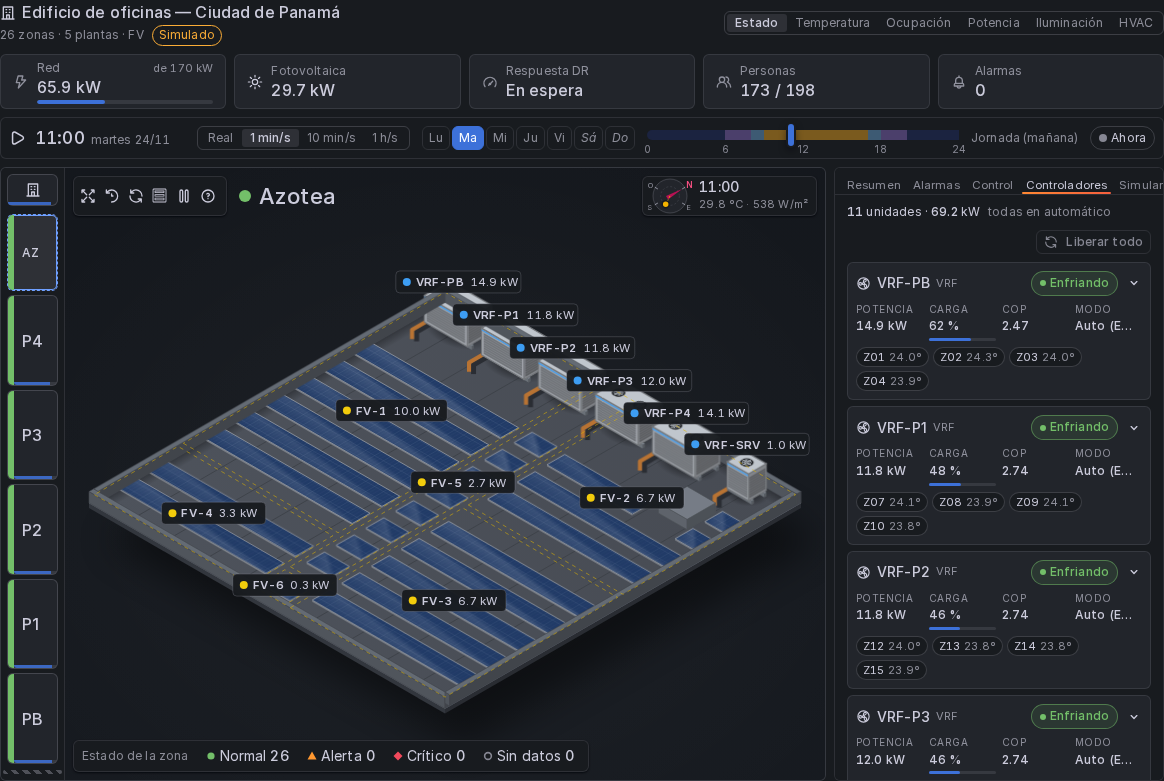 Edificio de oficinas — Ciudad de Panamá
26 zonas · 5 plantas · FV Simulado
Estado Temperatura Ocupación Potencia Iluminación HVAC
Red de 170 kW
65.9 kW
Fotovoltaica
29.7 kW
Respuesta DR
En espera
Personas
173 / 198
Alarmas
0
11:00 martes 24/11
Real 1 min/s 10 min/s 1 h/s
Lu Ma Mi Ju Vi Sá Do
0 6 12 18 24
Jornada (mañana)
Ahora
AZ
P4
P3
P2
P1
PB
Azotea
O N S E
11:00
29.8 °C · 538 W/m²
VRF-PB 14.9 kW
VRF-P1 11.8 kW
VRF-P2 11.8 kW
VRF-P3 12.0 kW
VRF-P4 14.1 kW
VRF-SRV 1.0 kW
FV-1 10.0 kW
FV-5 2.7 kW
FV-2 6.7 kW
FV-4 3.3 kW
FV-6 0.3 kW
FV-3 6.7 kW
Estado de la zona Normal 26 Alerta 0 Crítico 0 Sin datos 0
Resumen Alarmas Control Controladores Simular
11 unidades · 69.2 kW todas en automático
Liberar todo
VRF-PB VRF Enfriando
POTENCIA CARGA COP MODO
14.9 kW 62 % 2.47 Auto (E…
Z01 24.0° Z02 24.3° Z03 24.0°
Z04 23.9°
VRF-P1 VRF Enfriando
POTENCIA CARGA COP MODO
11.8 kW 48 % 2.74 Auto (E…
Z07 24.1° Z08 23.9° Z09 24.1°
Z10 23.8°
VRF-P2 VRF Enfriando
POTENCIA CARGA COP MODO
11.8 kW 46 % 2.74 Auto (E…
Z12 24.0° Z13 23.8° Z14 23.8°
Z15 23.9°
VRF-P3 VRF Enfriando
POTENCIA CARGA COP MODO
12.0 kW 46 % 2.74 Auto (E…